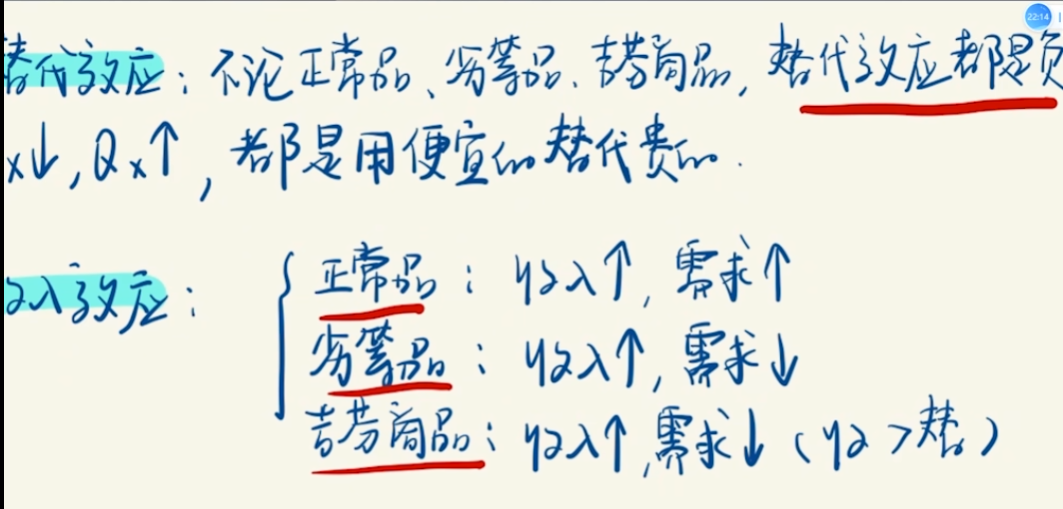 22:14
替代效应：不论正常品、劣等品、吉芬商品，替代效应都是负
x↓，Qx↑，都是用便宜的替代贵的.
收入效应：
正常品：收入↑，需求↑
劣等品：收入↑，需求↓
吉芬商品：收入↑，需求↓（收>替）